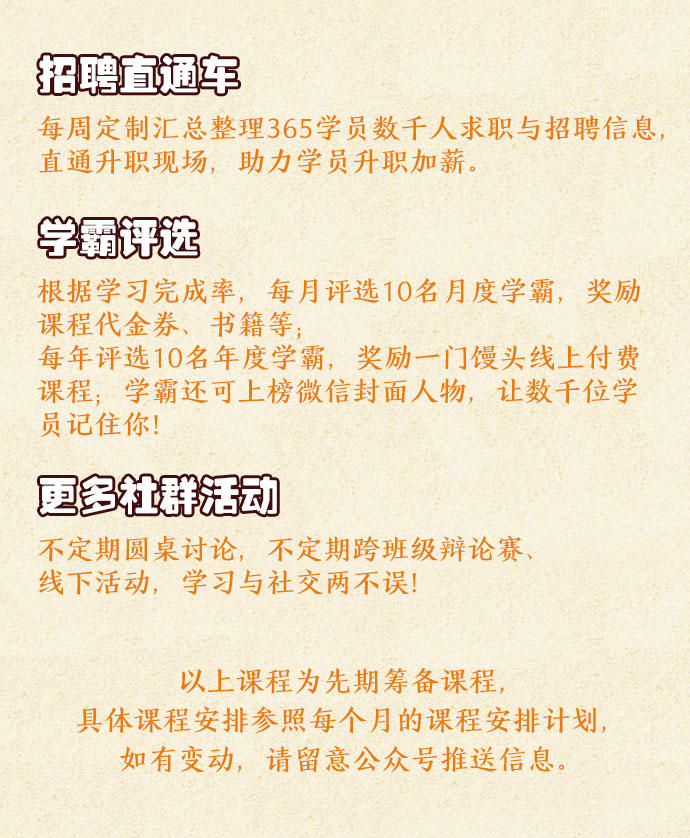 招聘直通车
每周定制汇总整理365学员数千人求职与招聘信息，
直通升职现场，助力学员升职加薪。
学霸评选
根据学习完成率，每月评选10名月度学霸，奖励
课程代金券、书籍等；
每年评选10名年度学霸，奖励一门馒头线上付费
课程；学霸还可上榜微信封面人物，让数千位学
员记住你！
更多社群活动
不定期圆桌讨论，不定期跨班级辩论赛、
线下活动，学习与社交两不误！
以上课程为先期筹备课程，
具体课程安排参照每个月的课程安排计划，
如有变动，请留意公众号推送信息。